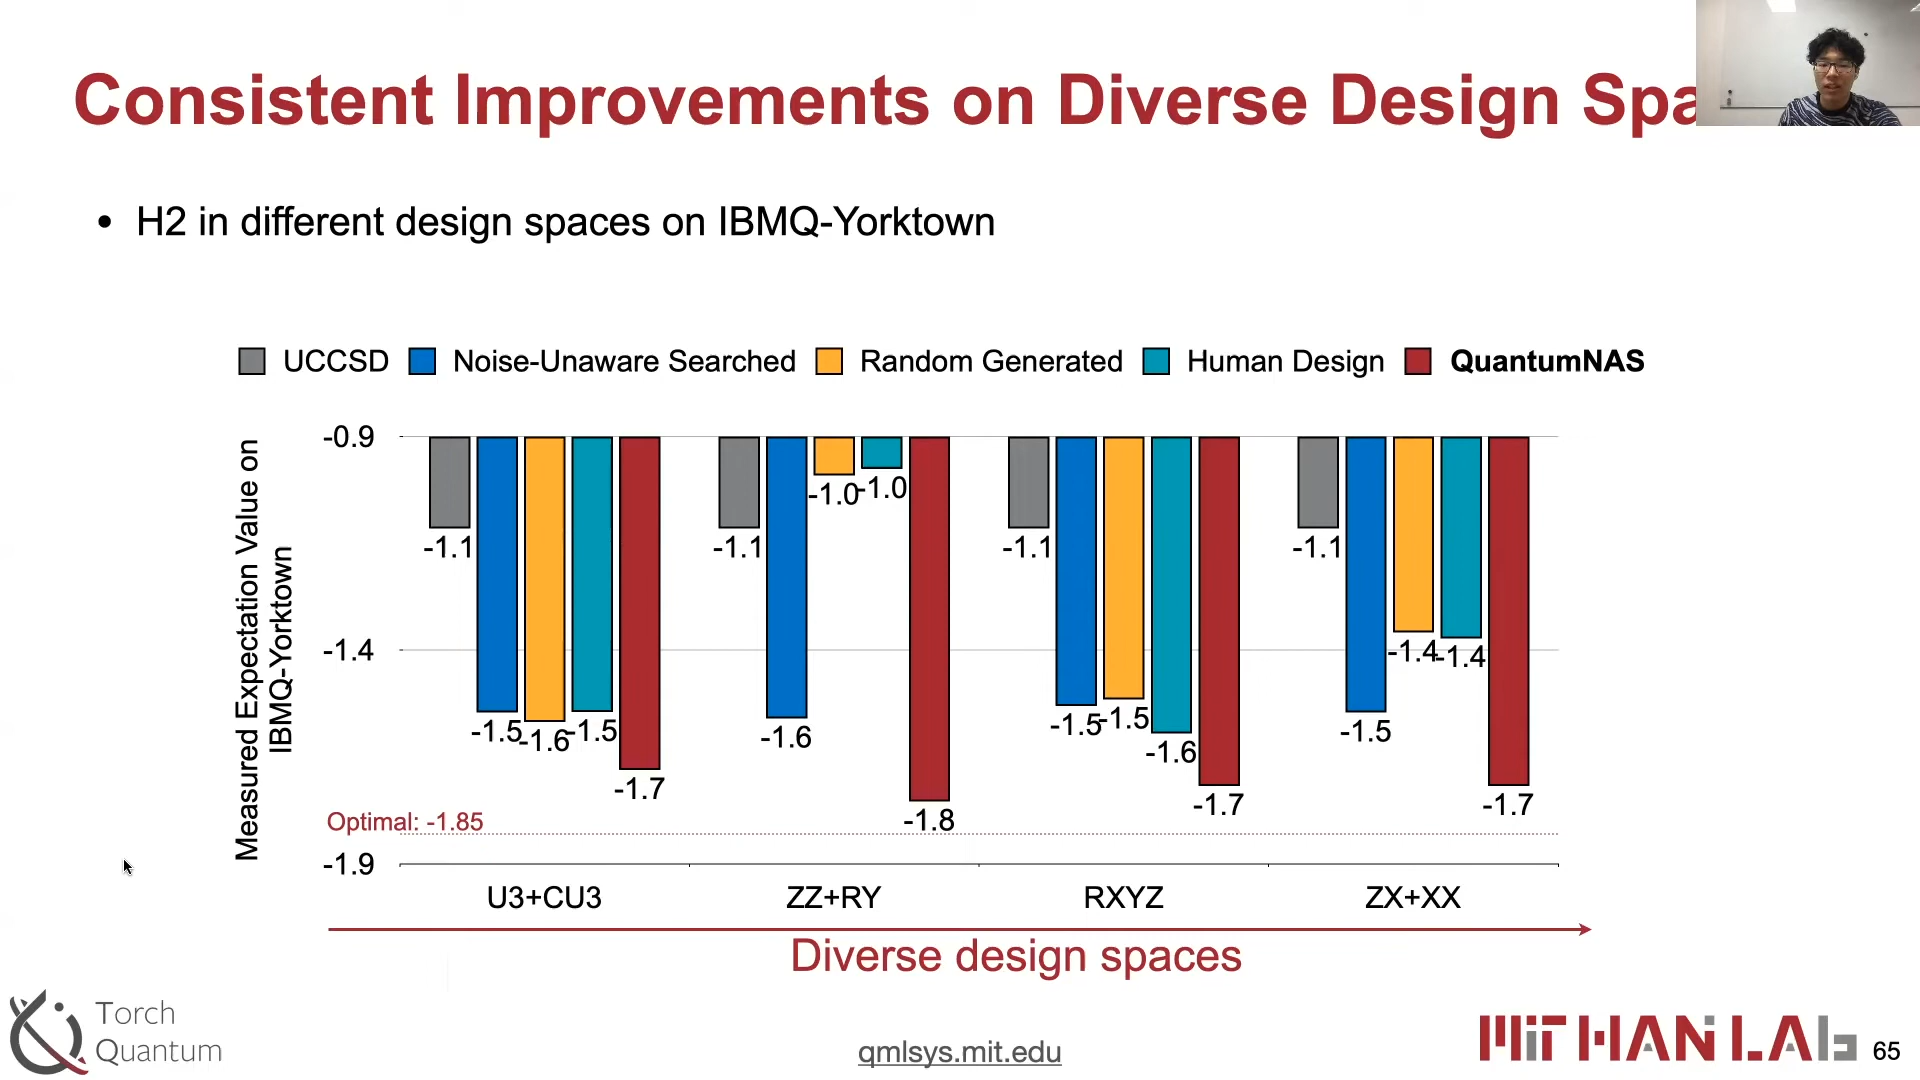 Consistent Improvements on Diverse Design Spa
• H2 in different design spaces on IBMQ-Yorktown
UCCSD Noise-Unaware Searched Random Generated Human Design QuantumNAS
Measured Expectation Value on
IBMQ-Yorktown
-0.9
-1.4
-1.9
Optimal: -1.85
-1.1 -1.5 -1.6 -1.5 -1.7
-1.1 -1.6 -1.0 -1.0 -1.8
-1.1 -1.5 -1.5 -1.6 -1.7
-1.1 -1.5 -1.4 -1.4 -1.7
U3+CU3 ZZ+RY RXYZ ZX+XX
Diverse design spaces
Torch
Quantum
qmlsys.mit.edu
MIT HAN LAb
65